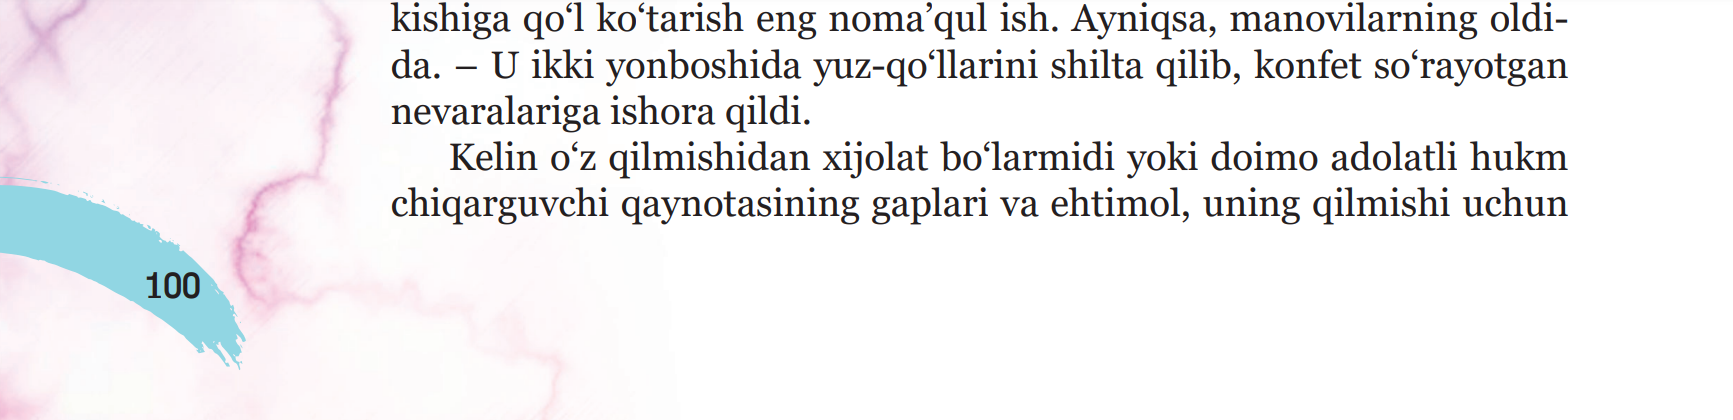 kishiga qo‘l ko‘tarish eng noma’qul ish. Ayniqsa, manovilarning oldi-
da. – U ikki yonboshida yuz-qo‘llarini shilta qilib, konfet so‘rayotgan
nevaralariga ishora qildi.
Kelin o‘z qilmishidan xijolat bo‘larmidi yoki doimo adolatli hukm
chiqarguvchi qaynotasining gaplari va ehtimol, uning qilmishi uchun
100